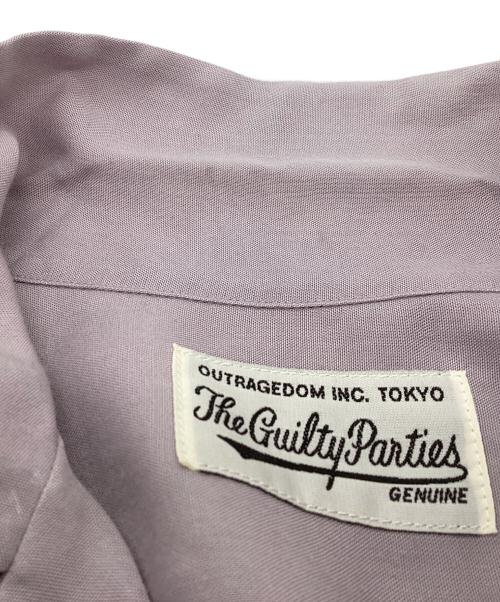 OUTRAGEDOM INC. TOKYO
The Guilty Parties
GENUINE